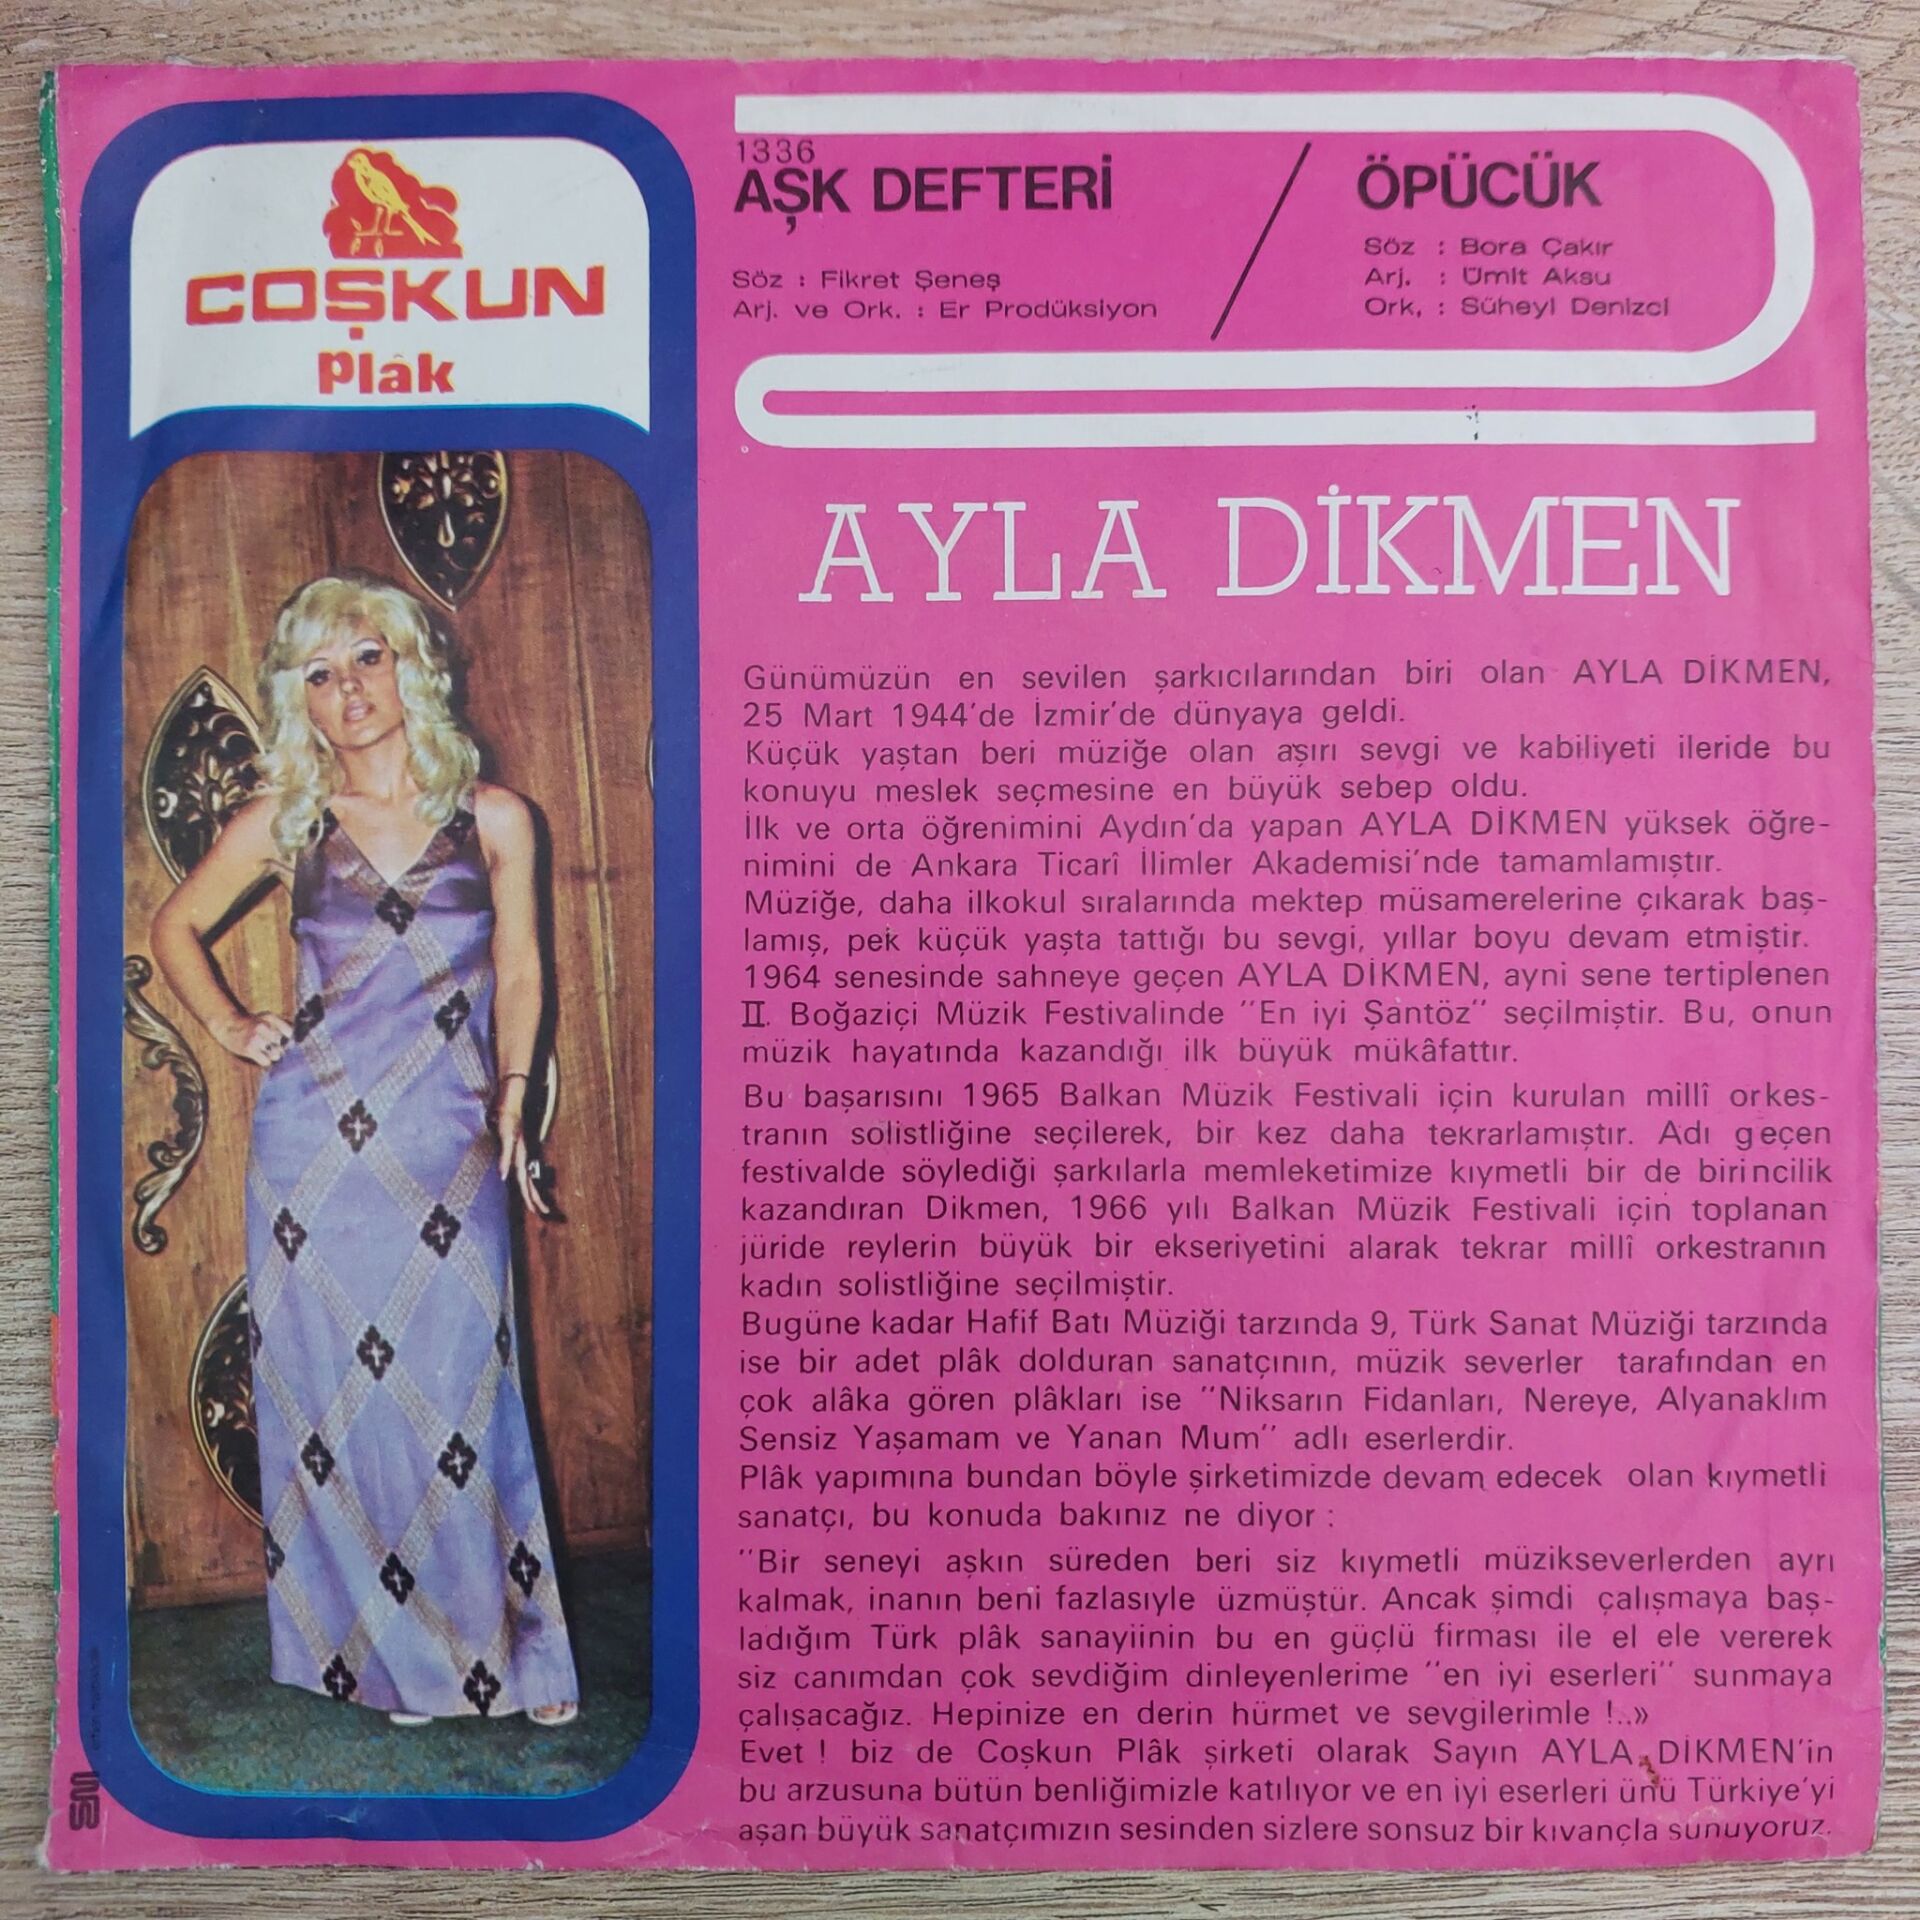 COŞKUN
Plâk
1336
AŞK DEFTERİ
Söz : Fikret Şeneş
Arj. ve Ork. : Er Prodüksiyon
ÖPÜCÜK
Söz : Bora Çakır
Arj. : Ümit Aksu
Ork, : Süheyl Denizci
AYLA DİKMEN
Günümüzün en sevilen şarkıcılarından biri olan AYLA DİKMEN,
25 Mart 1944'de İzmir'de dünyaya geldi.
Küçük yaştan beri müziğe olan aşırı sevgi ve kabiliyeti ileride bu
konuyu meslek seçmesine en büyük sebep oldu.
İlk ve orta öğrenimini Aydın'da yapan AYLA DİKMEN yüksek öğre-
nimini de Ankara Ticarî İlimler Akademisi'nde tamamlamıştır.
Müziğe, daha ilkokul sıralarında mektep müsamerelerine çıkarak baş-
lamış, pek küçük yaşta tattığı bu sevgi, yıllar boyu devam etmiştir.
1964 senesinde sahneye geçen AYLA DİKMEN, ayni sene tertiplenen
II. Boğaziçi Müzik Festivalinde "En iyi Şantöz" seçilmiştir. Bu, onun
müzik hayatında kazandığı ilk büyük mükâfattır.
Bu başarısını 1965 Balkan Müzik Festivali için kurulan millî orkes-
tranın solistliğine seçilerek, bir kez daha tekrarlamıştır. Adı geçen
festivalde söylediği şarkılarla memleketimize kıymetli bir de birincilik
kazandıran Dikmen, 1966 yılı Balkan Müzik Festivali için toplanan
jüride reylerin büyük bir ekseriyetini alarak tekrar millî orkestranın
kadın solistliğine seçilmiştir.
Bugüne kadar Hafif Batı Müziği tarzında 9, Türk Sanat Müziği tarzında
ise bir adet plâk dolduran sanatçının, müzik severler tarafından en
çok alâka gören plâkları ise "Niksarın Fidanları, Nereye, Alyanaklım
Sensiz Yaşamam ve Yanan Mum" adlı eserlerdir.
Plâk yapımına bundan böyle şirketimizde devam edecek olan kıymetli
sanatçı, bu konuda bakınız ne diyor :
"Bir seneyi aşkın süreden beri siz kıymetli müzikseverlerden ayrı
kalmak, inanın beni fazlasıyle üzmüştür. Ancak şimdi çalışmaya baş-
ladığım Türk plâk sanayiinin bu en güçlü firması ile el ele vererek
siz canımdan çok sevdiğim dinleyenlerime "en iyi eserleri" sunmaya
çalışacağız. Hepinize en derin hürmet ve sevgilerimle !..»
Evet ! biz de Coşkun Plâk şirketi olarak Sayın AYLA DİKMEN'in
bu arzusuna bütün benliğimizle katılıyor ve en iyi eserleri ünü Türkiye'yi
aşan büyük sanatçımızın sesinden sizlere sonsuz bir kıvançla sunuyoruz.